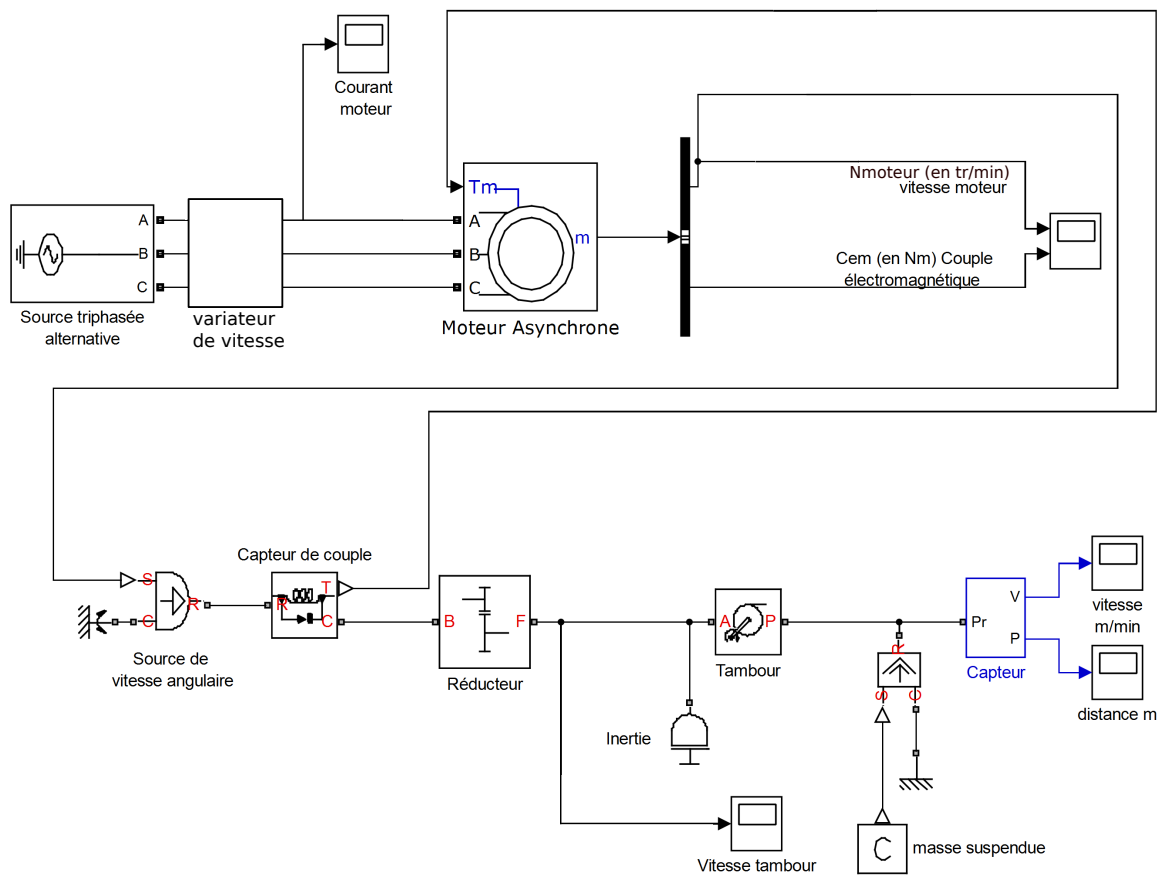 Courant
moteur
Tm
A
B
C
m
A
B
C
Source triphasée
alternative
variateur
de vitesse
Moteur Asynchrone
Nmoteur (en tr/min)
vitesse moteur
Cem (en Nm) Couple
électromagnétique
Capteur de couple
S
C
R
R
T
C
B
F
A
P
Pr
V
P
vitesse
m/min
Source de
vitesse angulaire
Réducteur
Tambour
R
S
C
Capteur
distance m
Inertie
C
masse suspendue
Vitesse tambour